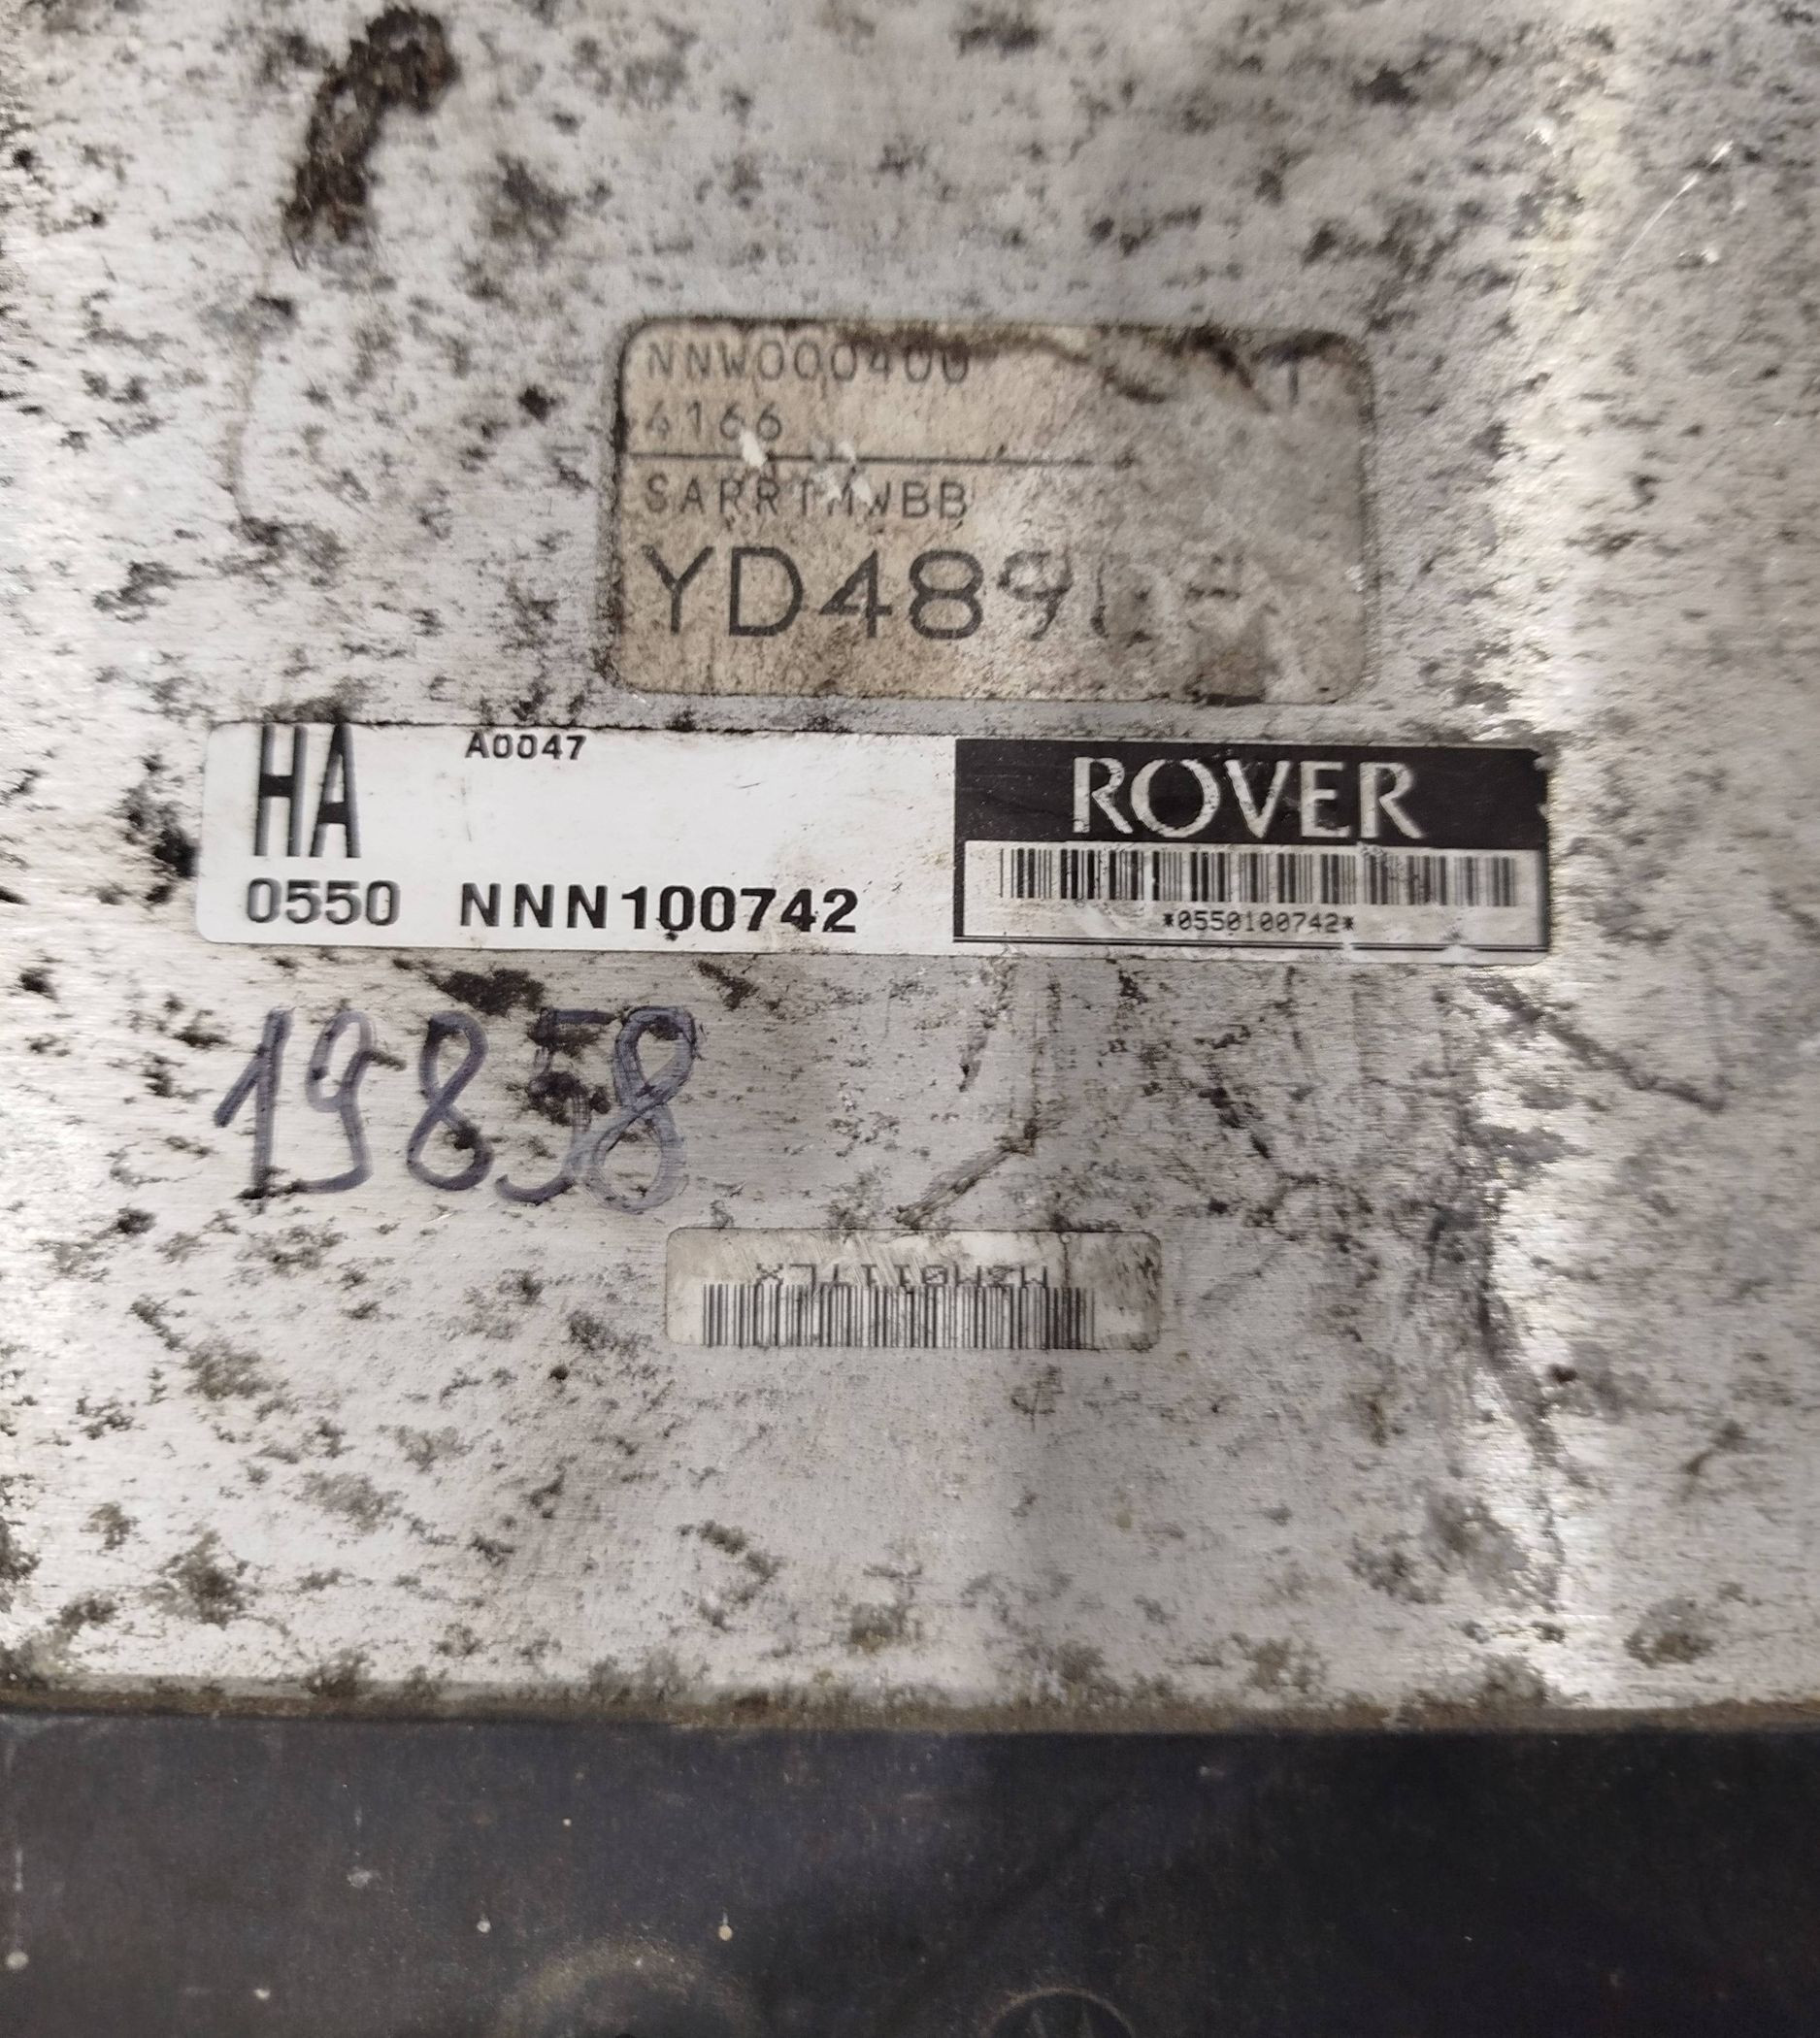 NNW000400
4166
SARRTMWBB
YD489
HA A0047
ROVER
0550 NNN100742
*0550100742*
19858